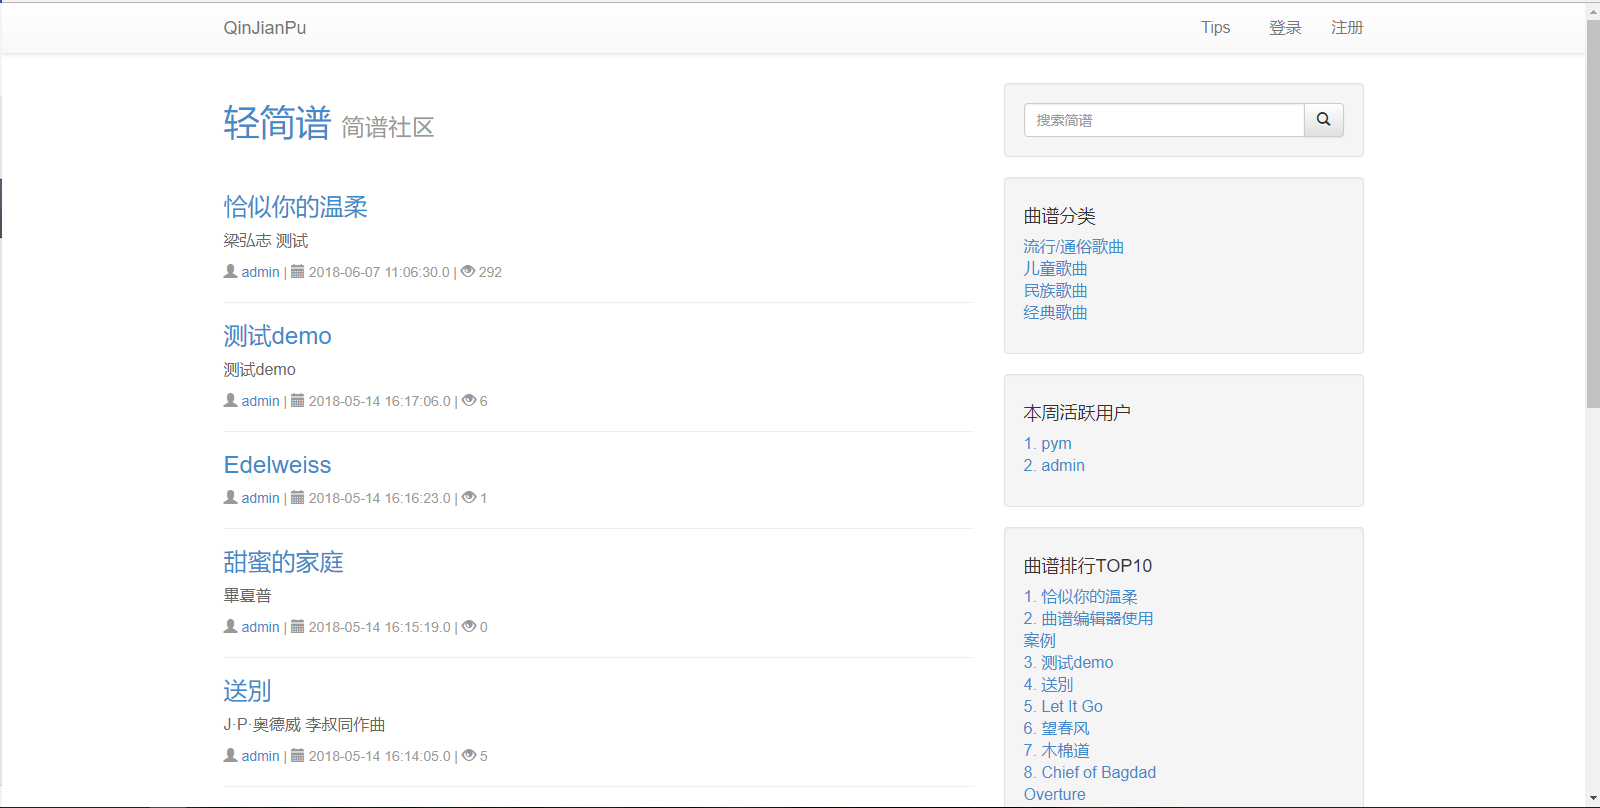 QinJianPu
Tips 登录 注册
轻简谱 简谱社区
恰似你的温柔
梁弘志 测试
admin | 2018-06-07 11:06:30.0 | 292
测试demo
测试demo
admin | 2018-05-14 16:17:06.0 | 6
Edelweiss
admin | 2018-05-14 16:16:23.0 | 1
甜蜜的家庭
畢夏普
admin | 2018-05-14 16:15:19.0 | 0
送別
J·P·奥德威 李叔同作曲
admin | 2018-05-14 16:14:05.0 | 5
搜索简谱
曲谱分类
流行/通俗歌曲
儿童歌曲
民族歌曲
经典歌曲
本周活跃用户
1. pym
2. admin
曲谱排行TOP10
1. 恰似你的温柔
2. 曲谱编辑器使用
案例
3. 测试demo
4. 送別
5. Let It Go
6. 望春风
7. 木棉道
8. Chief of Bagdad
Overture